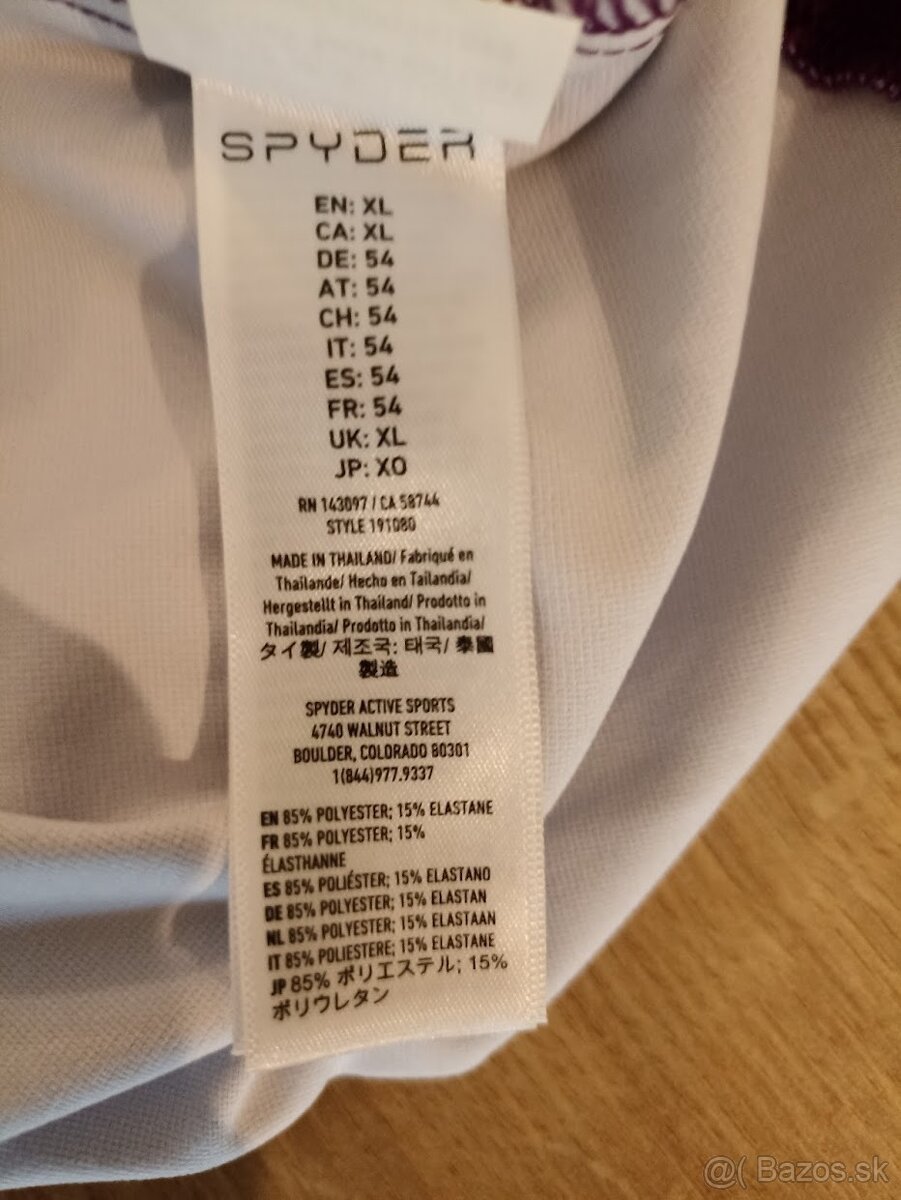 SPYDER
EN: XL
CA: XL
DE: 54
AT: 54
CH: 54
IT: 54
ES: 54
FR: 54
UK: XL
JP: XO
RN 143097 / CA 58744
STYLE 191080
MADE IN THAILAND/ Fabriqué en
Thaïlande/ Hecho en Tailandia/
Hergestellt in Thailand/ Prodotto in
Thailandia/ Prodotto in Thailandia/
タイ製/ 제조국: 태국/ 泰國
製造
SPYDER ACTIVE SPORTS
4740 WALNUT STREET
BOULDER, COLORADO 80301
1(844)977.9337
EN 85% POLYESTER; 15% ELASTANE
FR 85% POLYESTER; 15%
ÉLASTHANNE
ES 85% POLIÉSTER; 15% ELASTANO
DE 85% POLYESTER; 15% ELASTAN
NL 85% POLYESTER; 15% ELASTAAN
IT 85% POLIESTERE; 15% ELASTANE
JP 85% ポリエステル; 15%
ポリウレタン
@( Bazos.sk